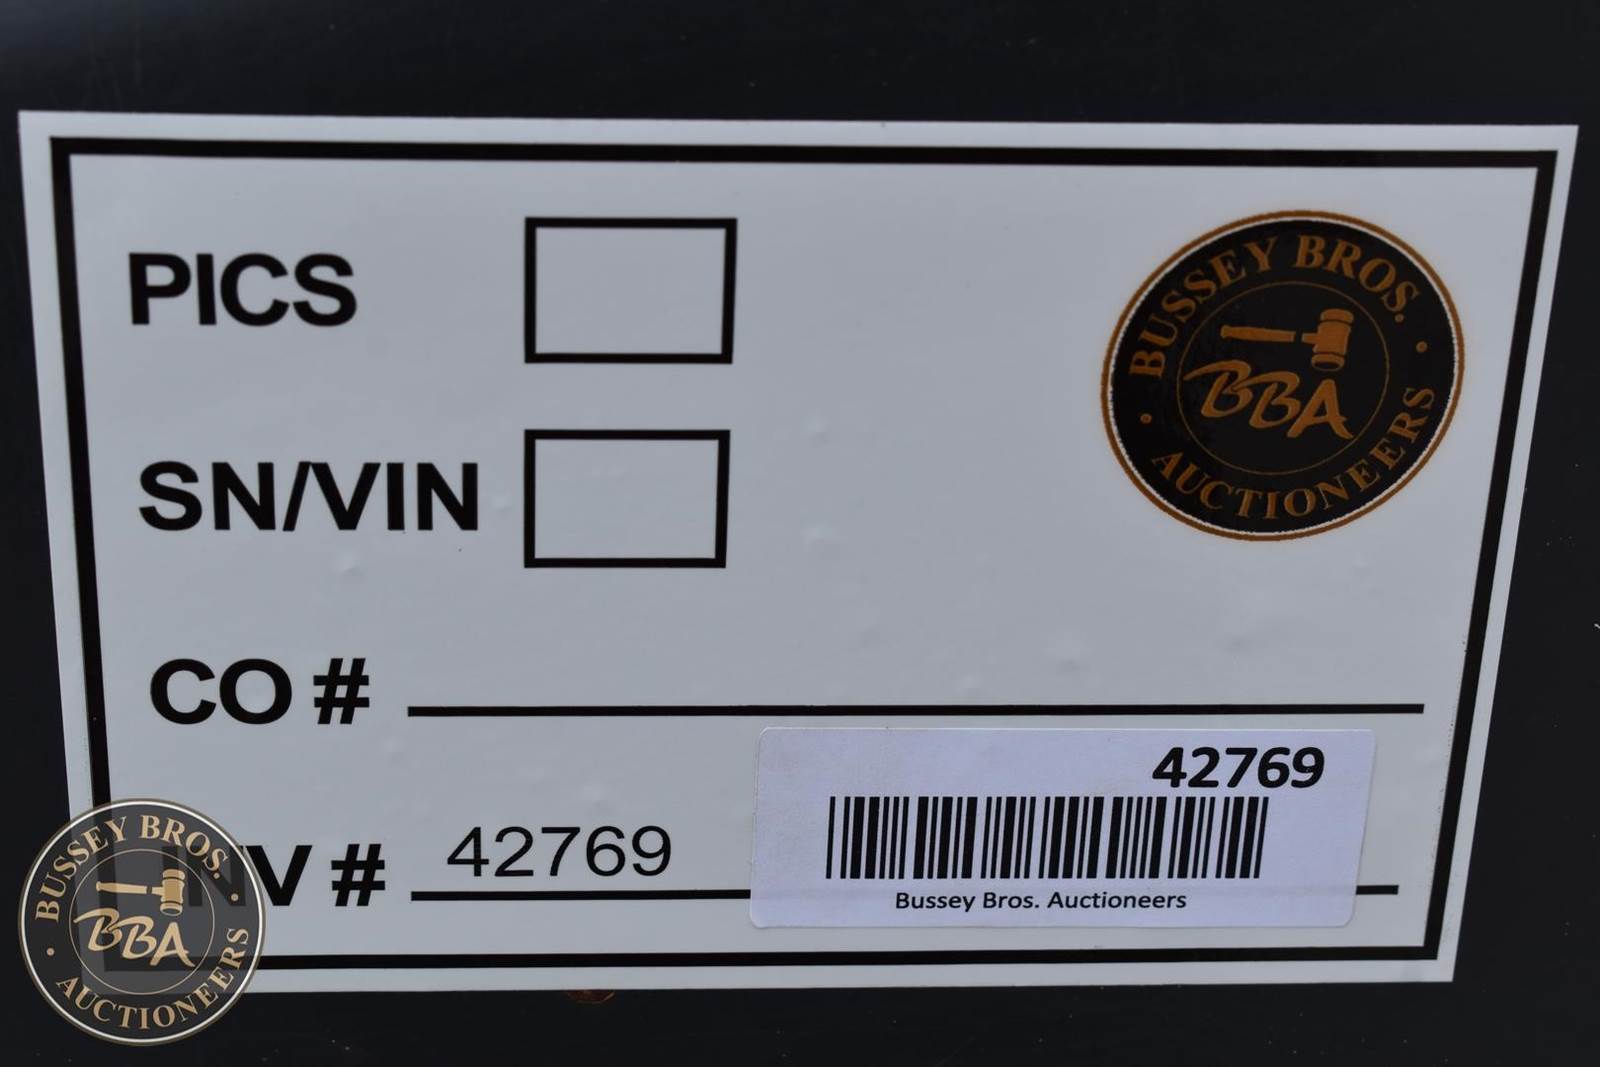 PICS
BUSSEY BROS.
BBA
AUCTIONEERS
SN/VIN
CO #
42769
INV # 42769
Bussey Bros. Auctioneers
BUSSEY BROS.
BBA
AUCTIONEERS